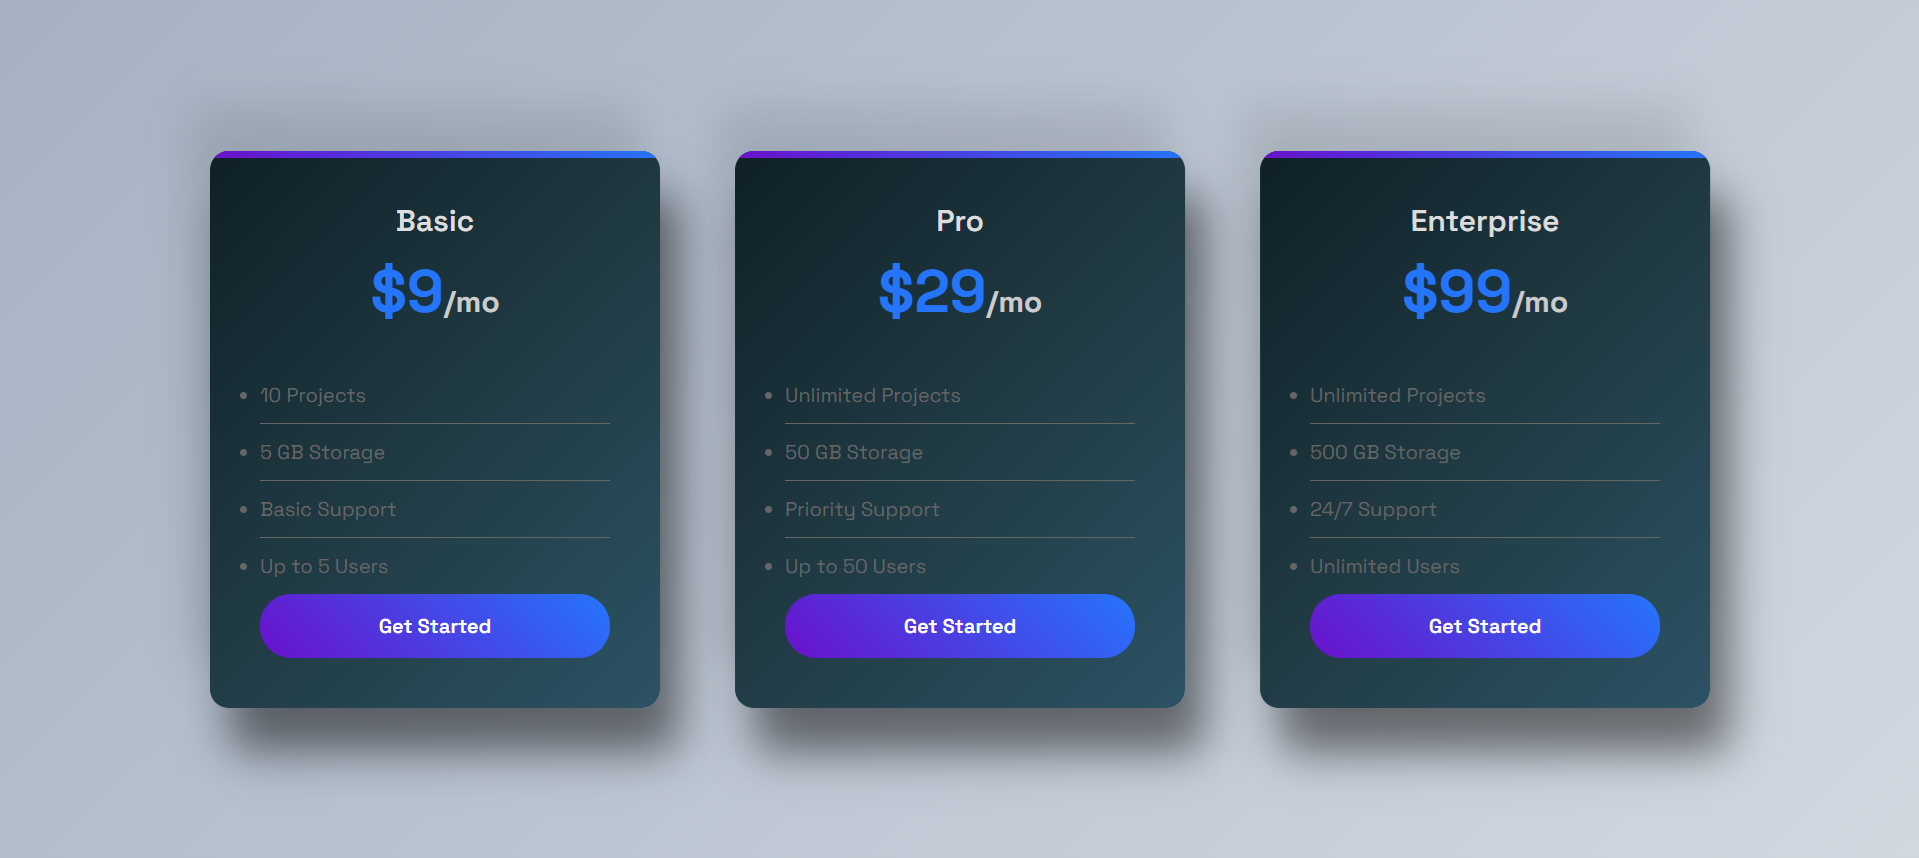 Basic
$9/mo
10 Projects
5 GB Storage
Basic Support
Up to 5 Users
Get Started
Pro
$29/mo
Unlimited Projects
50 GB Storage
Priority Support
Up to 50 Users
Get Started
Enterprise
$99/mo
Unlimited Projects
500 GB Storage
24/7 Support
Unlimited Users
Get Started